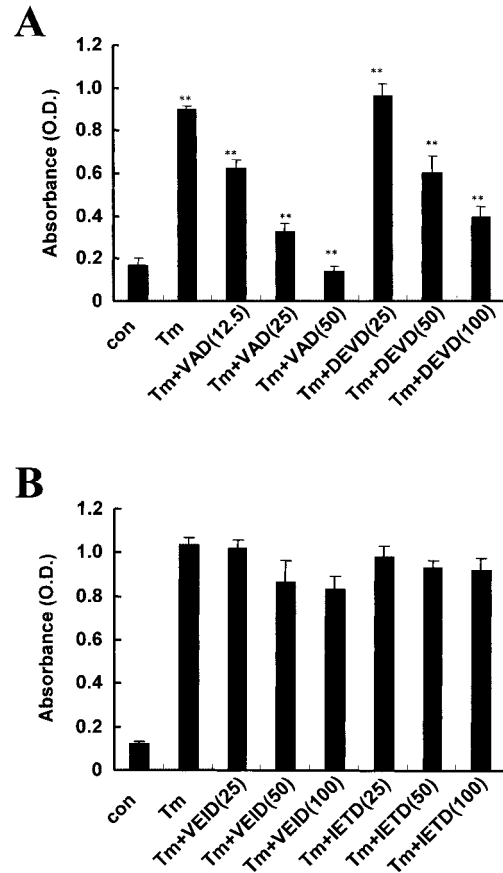 A
Absorbance (O.D.)
1.2
1.0
0.8
0.6
0.4
0.2
0
**
**
**
**
**
**
**
con
Tm
Tm+VAD(12.5)
Tm+VAD(25)
Tm+VAD(50)
Tm+DEVD(25)
Tm+DEVD(50)
Tm+DEVD(100)
B
Absorbance (O.D.)
1.2
1.0
0.8
0.6
0.4
0.2
0
con
Tm
Tm+VEID(25)
Tm+VEID(50)
Tm+VEID(100)
Tm+IETD(25)
Tm+IETD(50)
Tm+IETD(100)